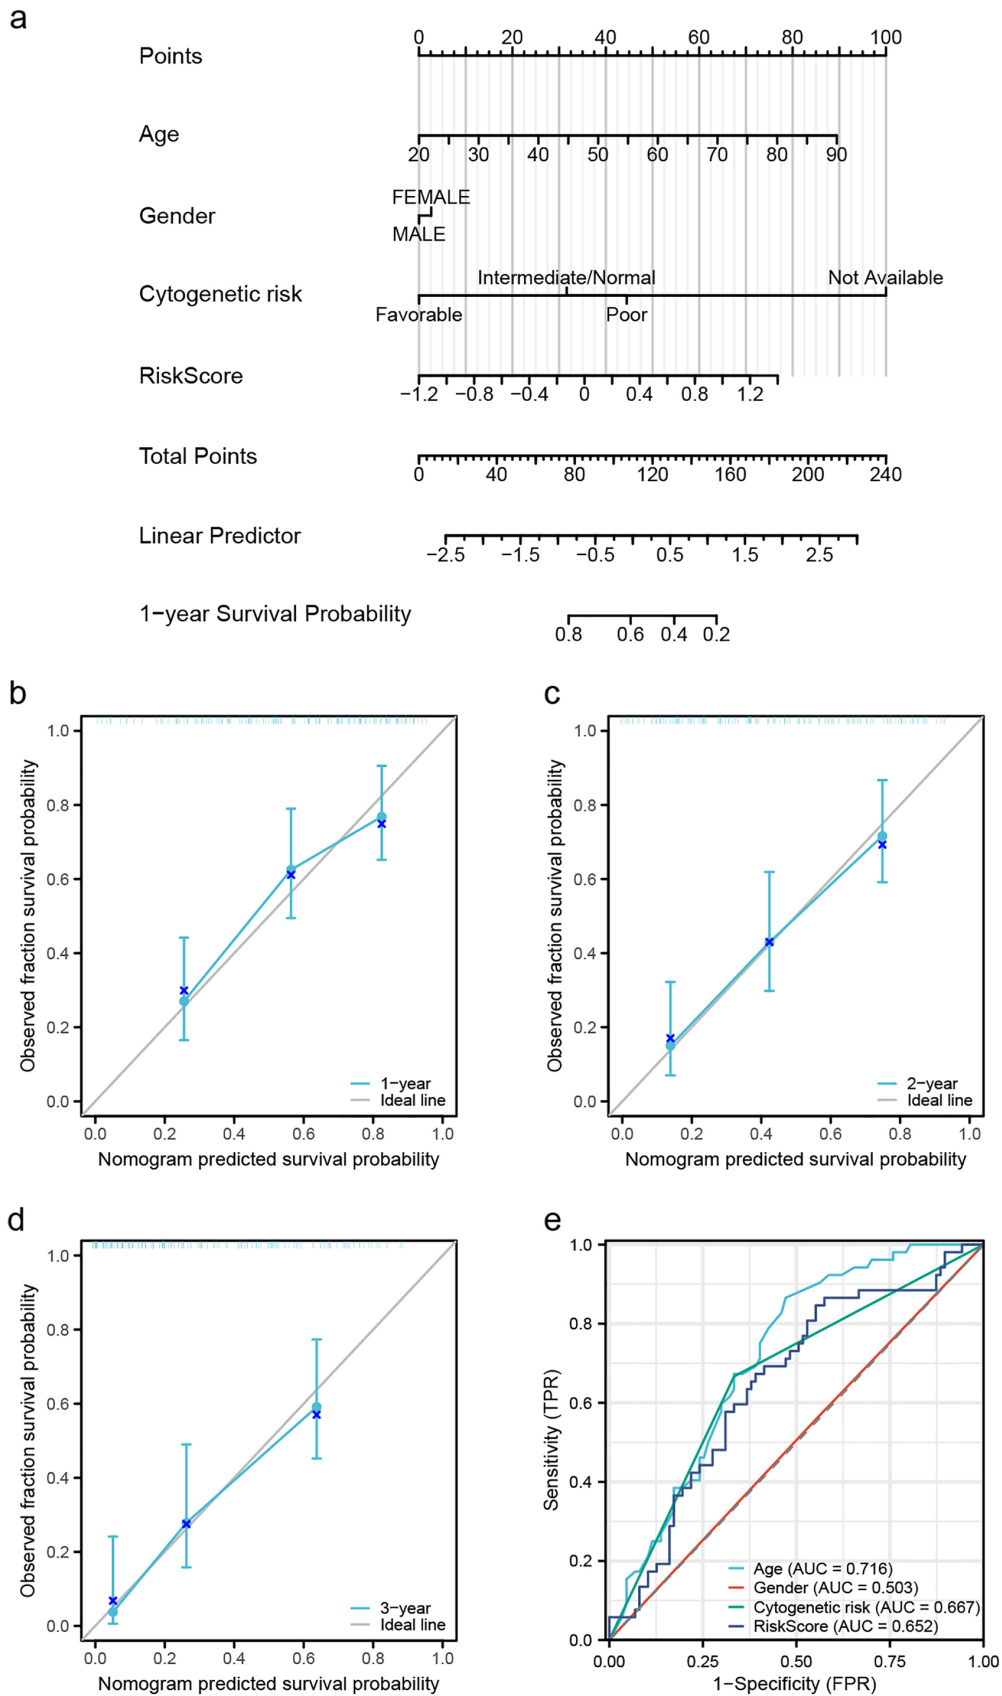 a
Points
0 20 40 60 80 100
Age
20 30 40 50 60 70 80 90
FEMALE
Gender
MALE
Intermediate/Normal Not Available
Cytogenetic risk
Favorable Poor
RiskScore
−1.2 −0.8 −0.4 0 0.4 0.8 1.2
Total Points
0 40 80 120 160 200 240
Linear Predictor
−2.5 −1.5 −0.5 0.5 1.5 2.5
1−year Survival Probability
0.8 0.6 0.4 0.2
b
Observed fraction survival probability
1.0
0.8
0.6
0.4
0.2
0.0
1−year
Ideal line
0.0 0.2 0.4 0.6 0.8 1.0
Nomogram predicted survival probability
c
Observed fraction survival probability
1.0
0.8
0.6
0.4
0.2
0.0
2−year
Ideal line
0.0 0.2 0.4 0.6 0.8 1.0
Nomogram predicted survival probability
d
Observed fraction survival probability
1.0
0.8
0.6
0.4
0.2
0.0
3−year
Ideal line
0.0 0.2 0.4 0.6 0.8 1.0
Nomogram predicted survival probability
e
Sensitivity (TPR)
1.0
0.8
0.6
0.4
0.2
0.0
Age (AUC = 0.716)
Gender (AUC = 0.503)
Cytogenetic risk (AUC = 0.667)
RiskScore (AUC = 0.652)
0.00 0.25 0.50 0.75 1.00
1−Specificity (FPR)